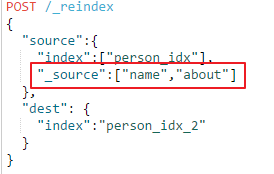 POST /_reindex
{
  "source":{
    "index":["person_idx"],
    "_source":["name","about"]
  },
  "dest": {
    "index":"person_idx_2"
  }
}